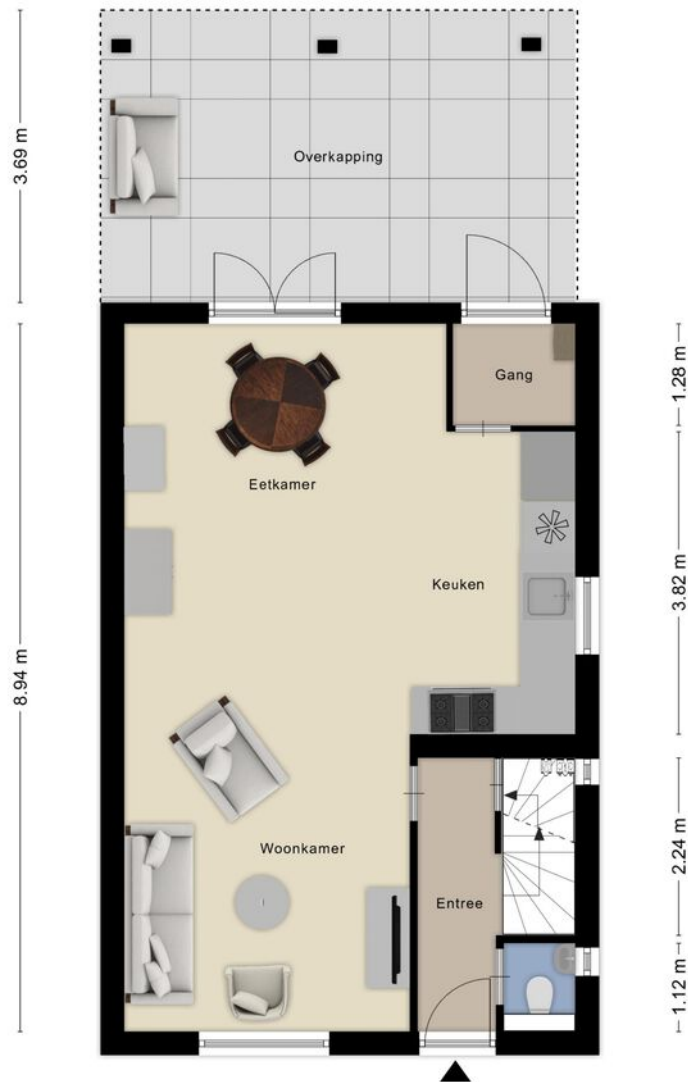 3.69 m
Overkapping
8.94 m
Gang
1.28 m
Eetkamer
Keuken
3.82 m
Woonkamer
Entree
2.24 m
1.12 m